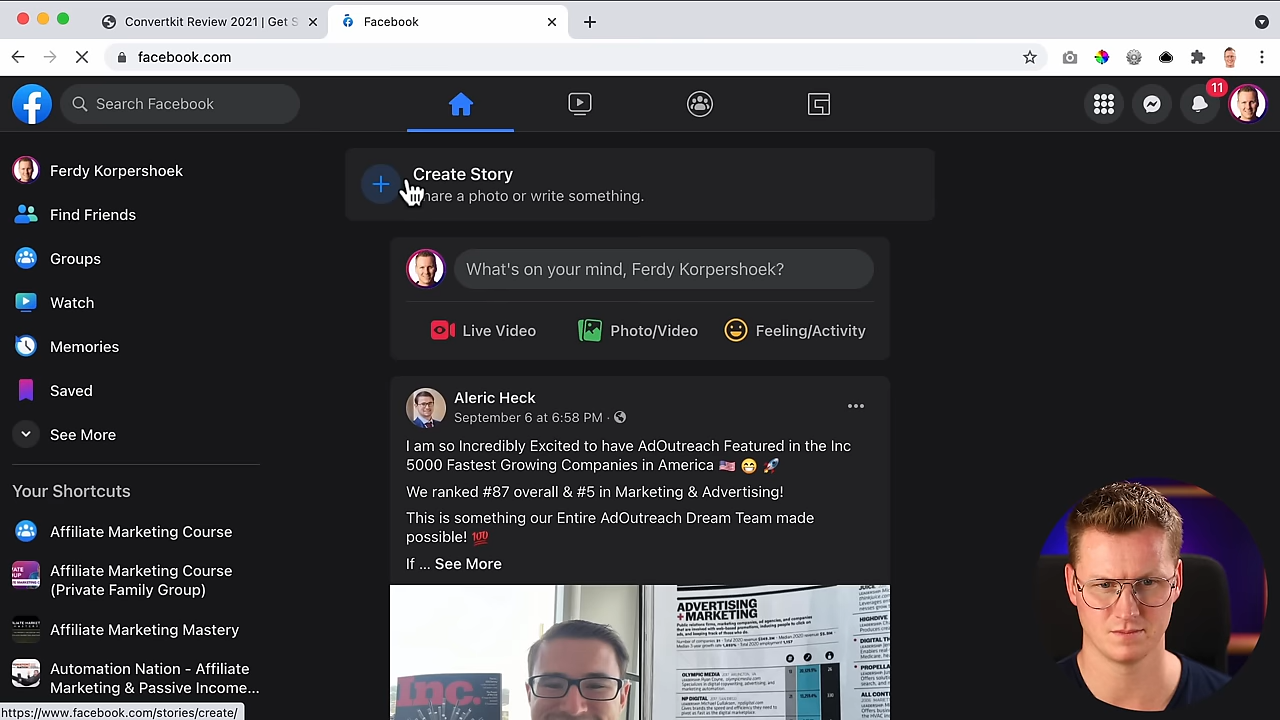 Convertkit Review 2021 | Get S
Facebook
facebook.com
Search Facebook
11
Ferdy Korpershoek
Find Friends
Groups
Watch
Memories
Saved
See More
Your Shortcuts
Affiliate Marketing Course
Affiliate Marketing Course
(Private Family Group)
Affiliate Marketing Mastery
Automation Nation - Affiliate
Marketing & Passive Income...
Create Story
hare a photo or write something.
What's on your mind, Ferdy Korpershoek?
Live Video
Photo/Video
Feeling/Activity
Aleric Heck
September 6 at 6:58 PM ·
I am so Incredibly Excited to have AdOutreach Featured in the Inc
5000 Fastest Growing Companies in America 🇺🇸 😁 🚀
We ranked #87 overall & #5 in Marketing & Advertising!
This is something our Entire AdOutreach Dream Team made
possible! 💯
If ... See More
ADVERTISING
+MARKETING
OLYMPIC MEDIA
NP DIGITAL
HIGHDIVE
https://www.facebook.com/stories/create/